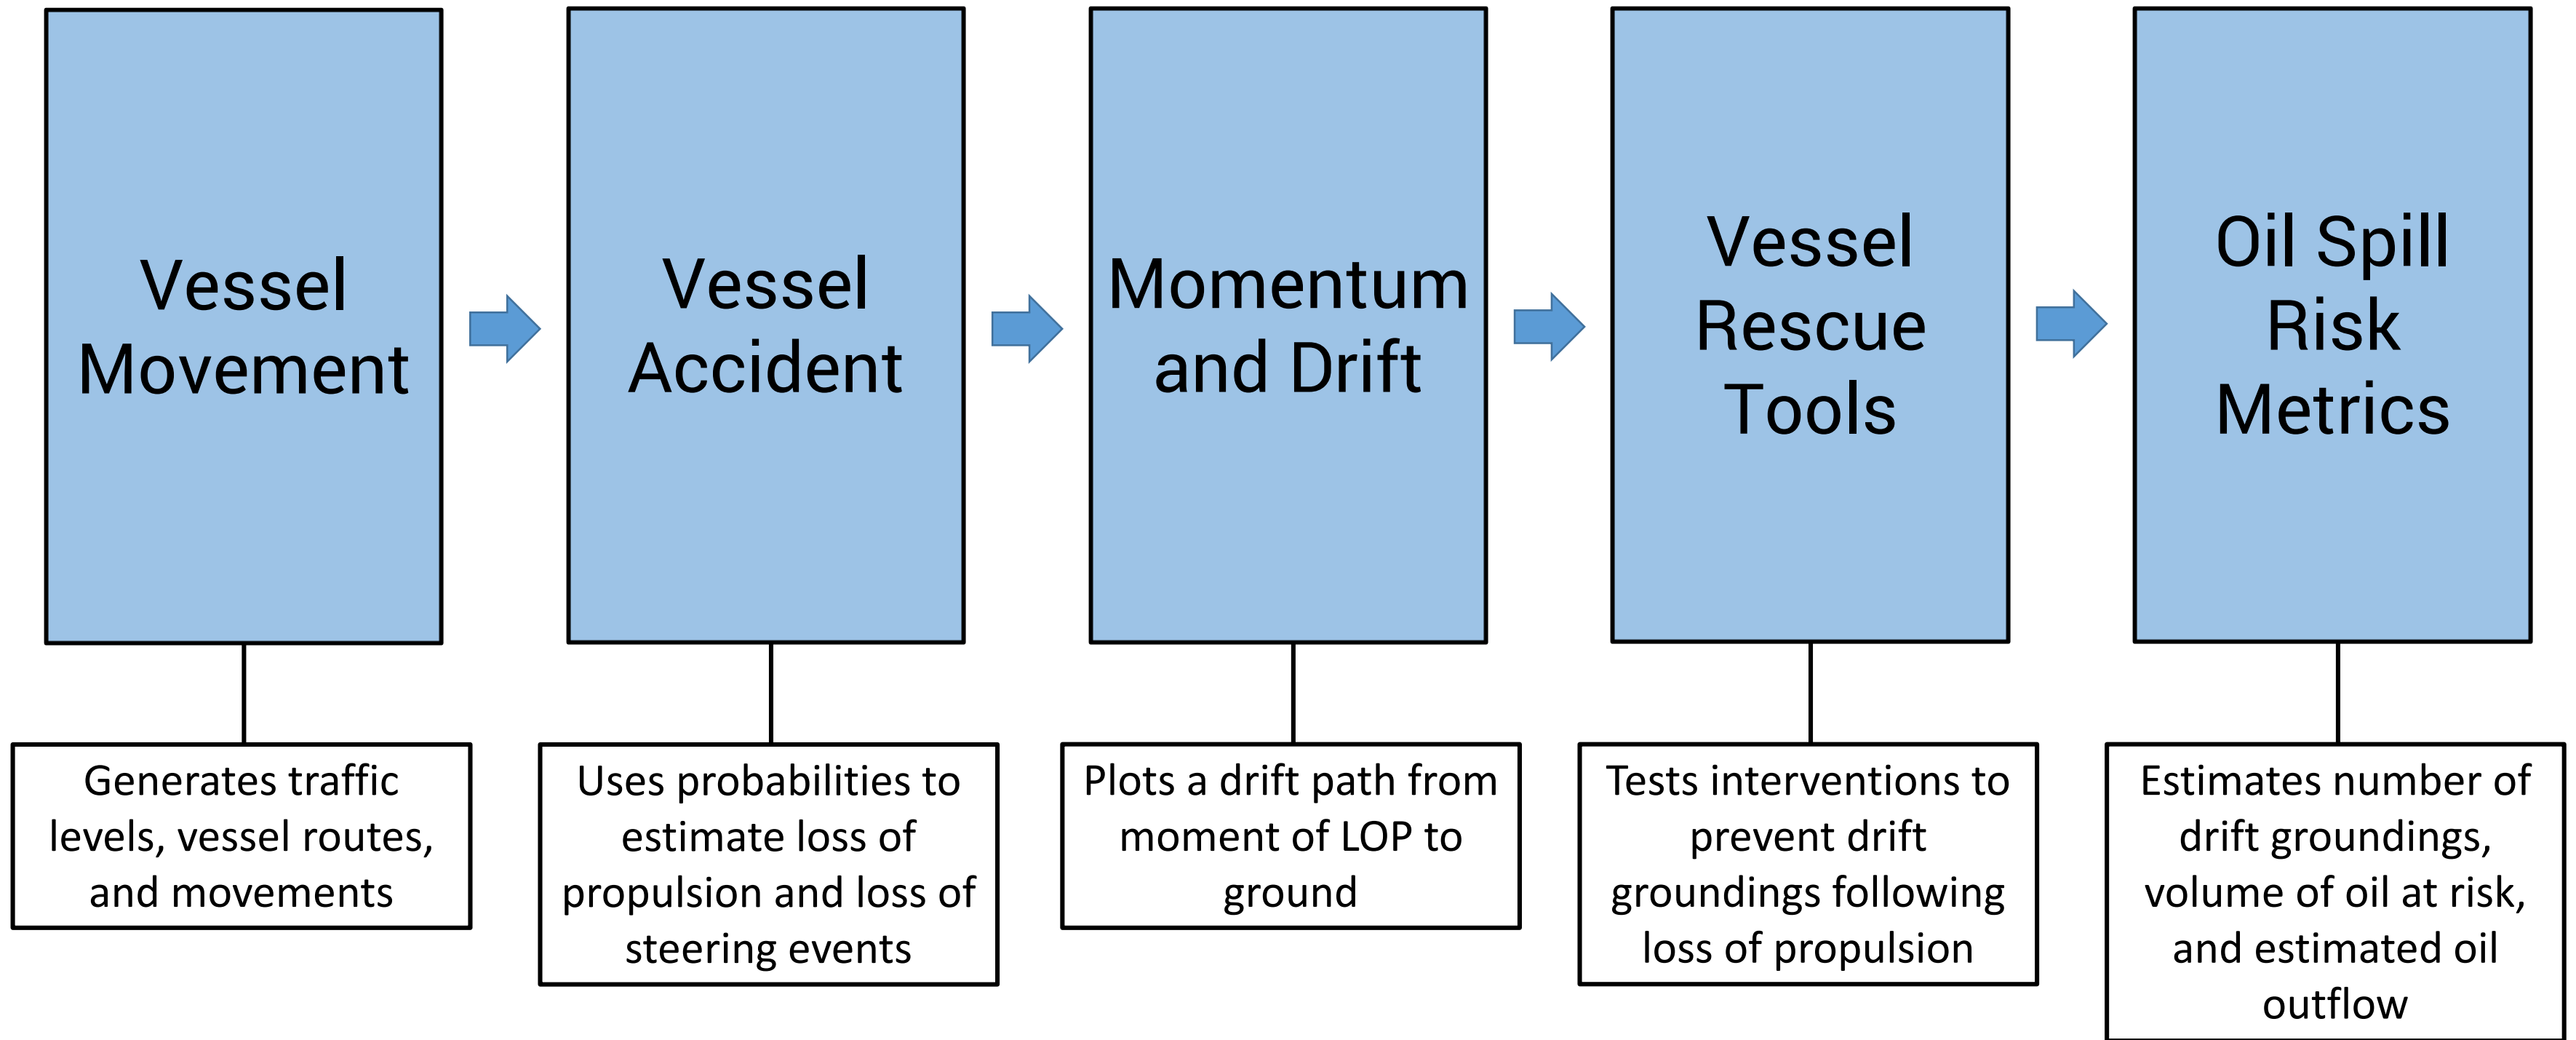 Vessel
Movement
Vessel
Accident
Momentum
and Drift
Vessel
Rescue
Tools
Oil Spill
Risk
Metrics
Generates traffic
levels, vessel routes,
and movements
Uses probabilities to
estimate loss of
propulsion and loss of
steering events
Plots a drift path from
moment of LOP to
ground
Tests interventions to
prevent drift
groundings following
loss of propulsion
Estimates number of
drift groundings,
volume of oil at risk,
and estimated oil
outflow